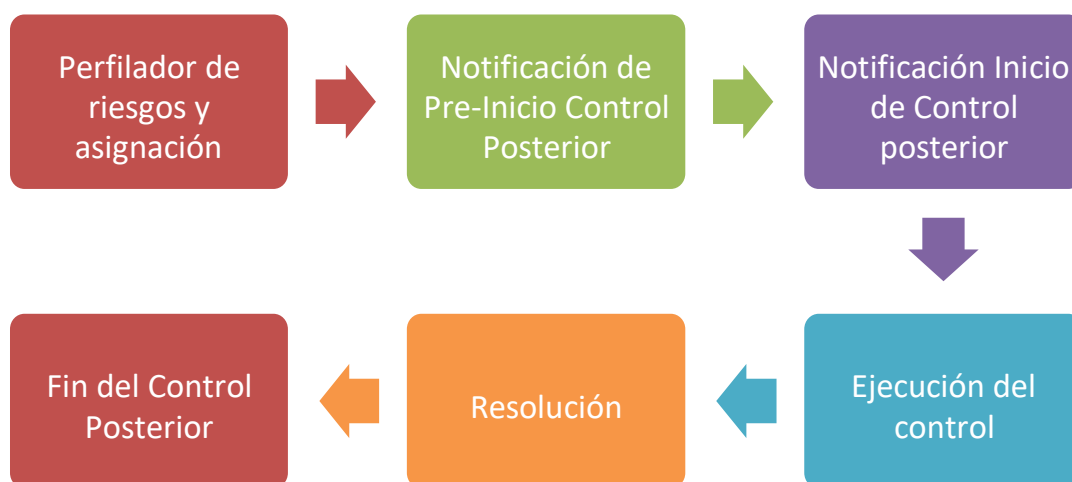 Perfilador de
riesgos y
asignación
Notificación de
Pre-Inicio Control
Posterior
Notificación Inicio
de Control
posterior
Ejecución del
control
Resolución
Fin del Control
Posterior